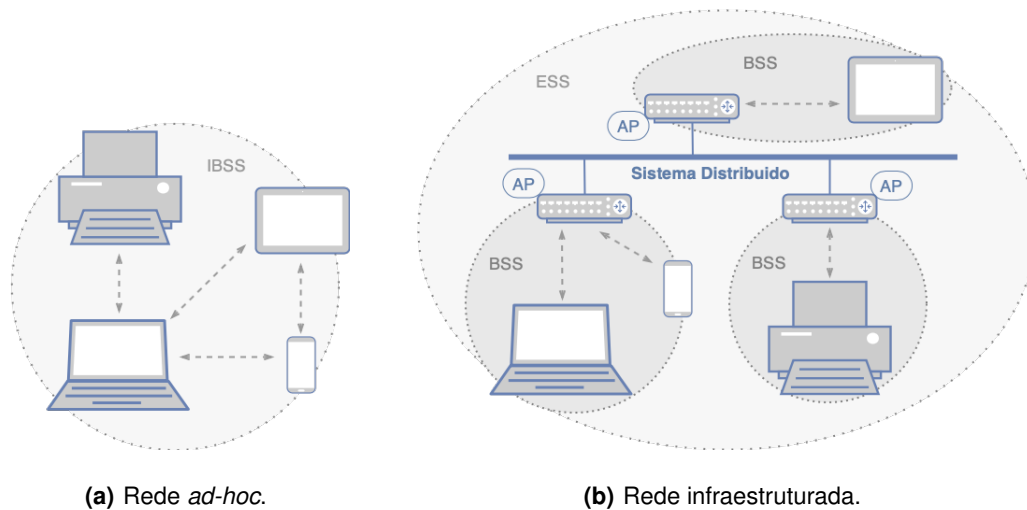 IBSS
(a) Rede ad-hoc.
ESS
BSS
AP
Sistema Distribuido
AP
AP
BSS
BSS
(b) Rede infraestruturada.